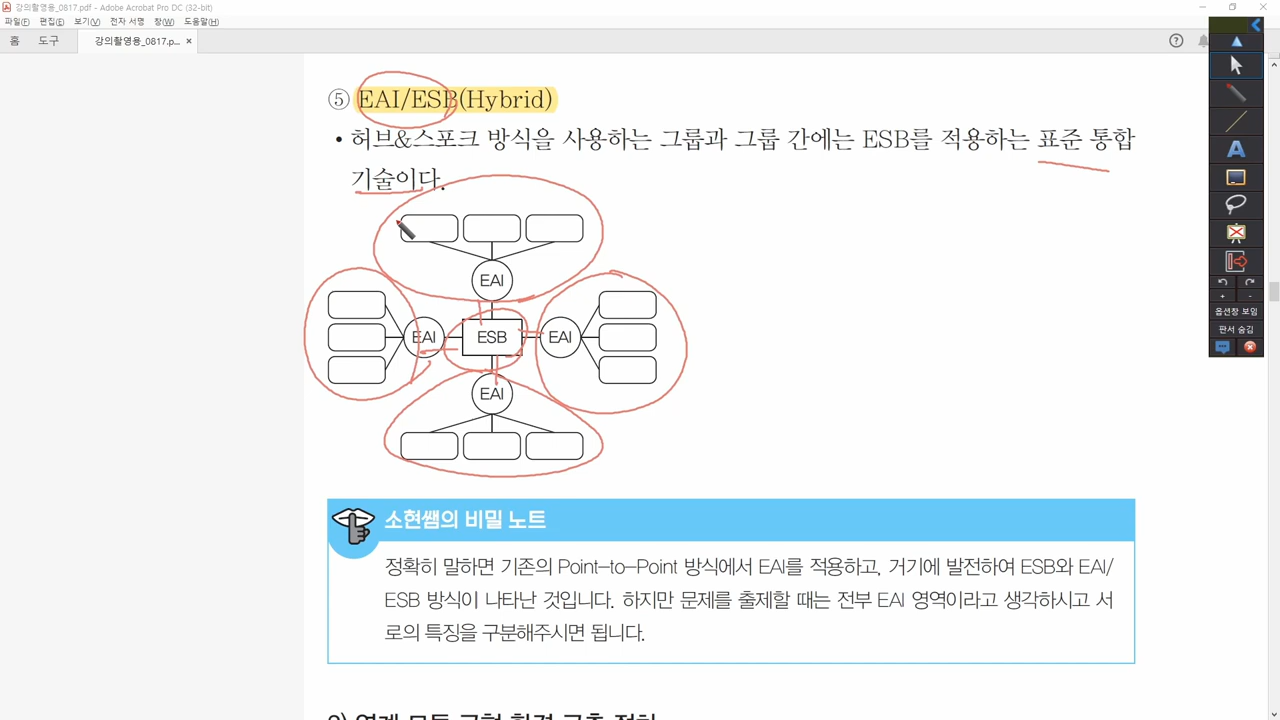 강의촬영용_0817.pdf - Adobe Acrobat Pro DC (32-bit)
파일(F) 편집(E) 보기(V) 전자 서명 창(W) 도움말(H)
홈 도구 강의촬영용_0817.p... ×
⑤ EAI/ESB(Hybrid)
• 허브&스포크 방식을 사용하는 그룹과 그룹 간에는 ESB를 적용하는 표준 통합
기술이다.
EAI
EAI ESB EAI
EAI
옵션창 보임
판서 숨김
소현쌤의 비밀 노트
정확히 말하면 기존의 Point-to-Point 방식에서 EAI를 적용하고, 거기에 발전하여 ESB와 EAI/
ESB 방식이 나타난 것입니다. 하지만 문제를 출제할 때는 전부 EAI 영역이라고 생각하시고 서
로의 특징을 구분해주시면 됩니다.